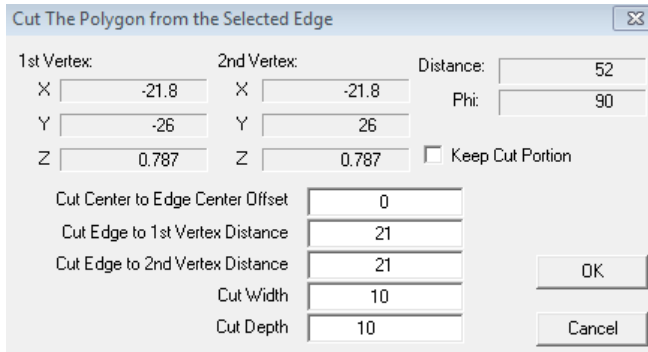 Cut The Polygon from the Selected Edge
1st Vertex: 2nd Vertex: Distance: 52
X -21.8 X -21.8 Phi: 90
Y -26 Y 26
Z 0.787 Z 0.787 Keep Cut Portion
Cut Center to Edge Center Offset 0
Cut Edge to 1st Vertex Distance 21
Cut Edge to 2nd Vertex Distance 21 OK
Cut Width 10
Cut Depth 10 Cancel